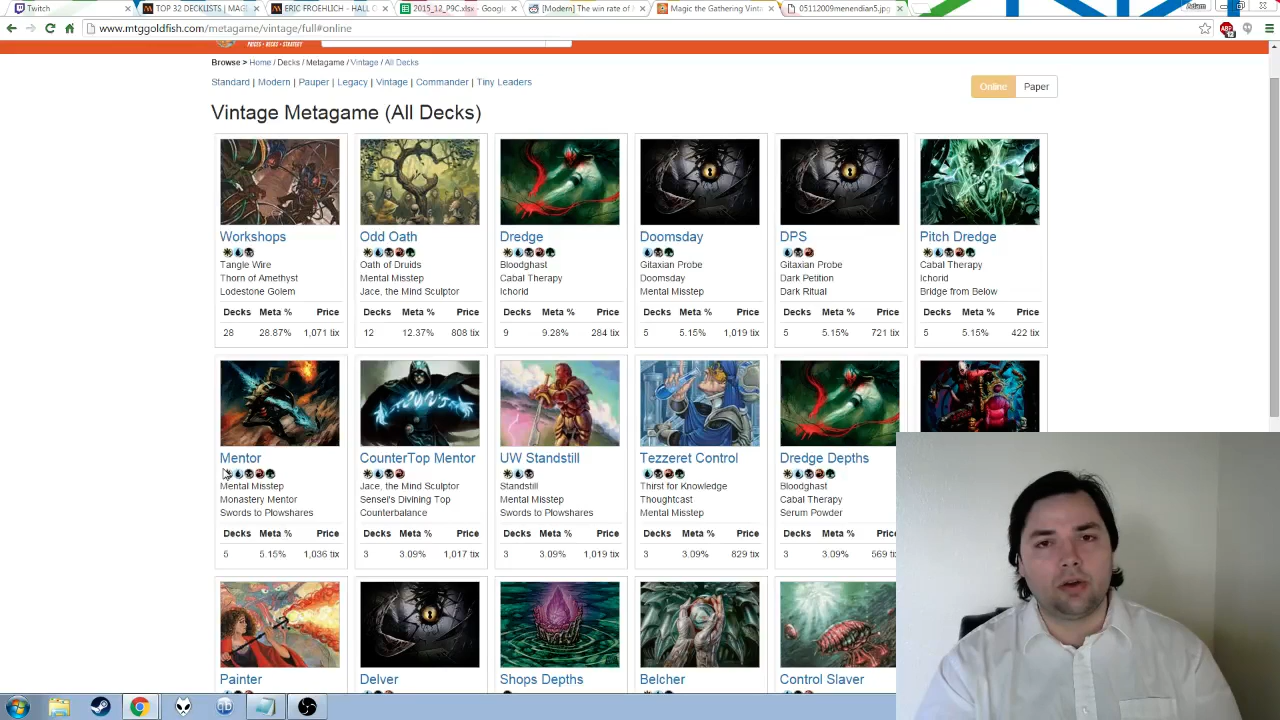 Twitch
TOP 32 DECKLISTS | MAG
ERIC FROEHLICH - HALL O
2015_12_P9C.xlsx - Google
[Modern] The win rate of
Magic the Gathering Vinta
05112009menendian5.jpg
Adam
www.mtggoldfish.com/metagame/vintage/full#online
PRICES • DECKS • STRATEGY
Browse > Home / Decks / Metagame / Vintage / All Decks
Standard | Modern | Pauper | Legacy | Vintage | Commander | Tiny Leaders
Online Paper
Vintage Metagame (All Decks)
Workshops
Tangle Wire
Thorn of Amethyst
Lodestone Golem
Decks Meta % Price
28 28.87% 1,071 tix
Odd Oath
Oath of Druids
Mental Misstep
Jace, the Mind Sculptor
Decks Meta % Price
12 12.37% 808 tix
Dredge
Bloodghast
Cabal Therapy
Ichorid
Decks Meta % Price
9 9.28% 284 tix
Doomsday
Gitaxian Probe
Doomsday
Mental Misstep
Decks Meta % Price
5 5.15% 1,019 tix
DPS
Gitaxian Probe
Dark Petition
Dark Ritual
Decks Meta % Price
5 5.15% 721 tix
Pitch Dredge
Cabal Therapy
Ichorid
Bridge from Below
Decks Meta % Price
5 5.15% 422 tix
Mentor
Mental Misstep
Monastery Mentor
Swords to Plowshares
Decks Meta % Price
5 5.15% 1,036 tix
CounterTop Mentor
Jace, the Mind Sculptor
Sensei's Divining Top
Counterbalance
Decks Meta % Price
3 3.09% 1,017 tix
UW Standstill
Standstill
Mental Misstep
Swords to Plowshares
Decks Meta % Price
3 3.09% 1,019 tix
Tezzeret Control
Thirst for Knowledge
Thoughtcast
Mental Misstep
Decks Meta % Price
3 3.09% 829 tix
Dredge Depths
Bloodghast
Cabal Therapy
Serum Powder
Decks Meta % Price
3 3.09% 569 tix
Painter
Delver
Shops Depths
Belcher
Control Slaver